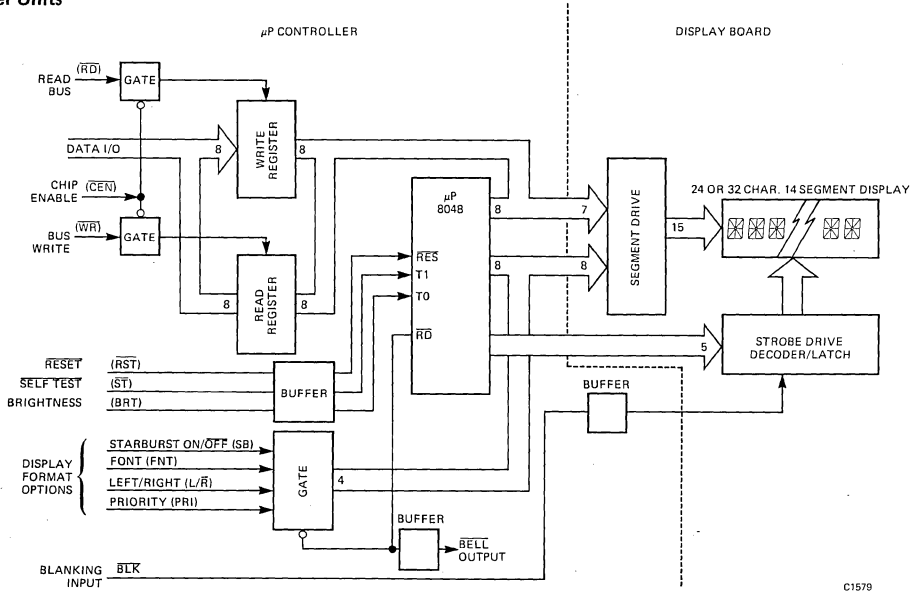 er Units
μP CONTROLLER
DISPLAY BOARD
READ BUS (RD)
GATE
WRITE REGISTER
DATA I/O
8
8
CHIP ENABLE (CEN)
BUS WRITE (WR)
GATE
READ REGISTER
8
8
μP 8048
8
7
RES
T1
T0
RD
8
8
5
SEGMENT DRIVE
15
24 OR 32 CHAR. 14 SEGMENT DISPLAY
STROBE DRIVE DECODER/LATCH
RESET (RST)
SELF TEST (ST)
BRIGHTNESS (BRT)
BUFFER
BUFFER
DISPLAY FORMAT OPTIONS
STARBURST ON/OFF (SB)
FONT (FNT)
LEFT/RIGHT (L/R)
PRIORITY (PRI)
GATE
4
BUFFER
BELL OUTPUT
BLANKING INPUT BLK
C1579